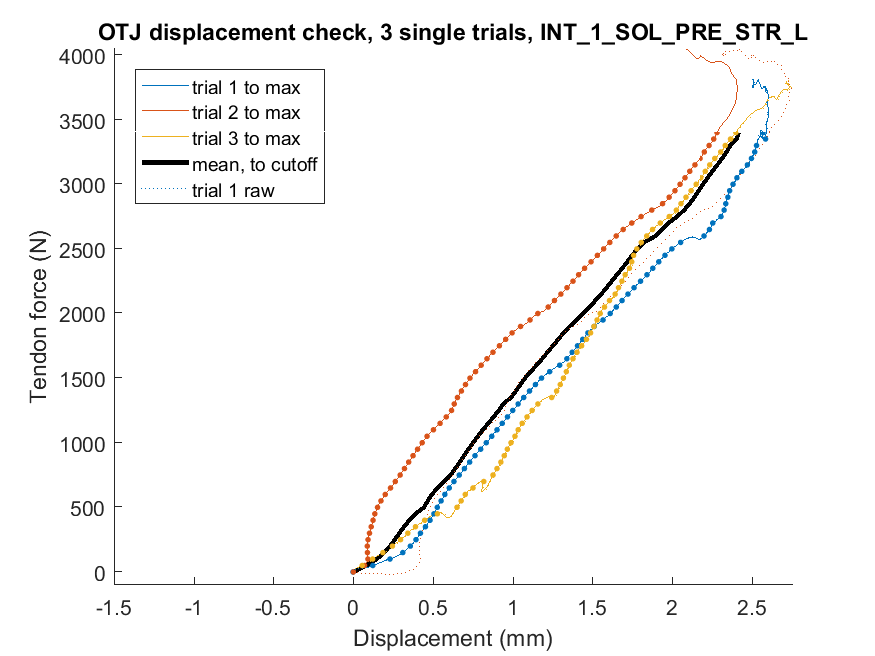 OTJ displacement check, 3 single trials, INT_1_SOL_PRE_STR_L
4000
3500
3000
2500
2000
1500
1000
500
0
Tendon force (N)
trial 1 to max
trial 2 to max
trial 3 to max
mean, to cutoff
trial 1 raw
-1.5 -1 -0.5 0 0.5 1 1.5 2 2.5
Displacement (mm)